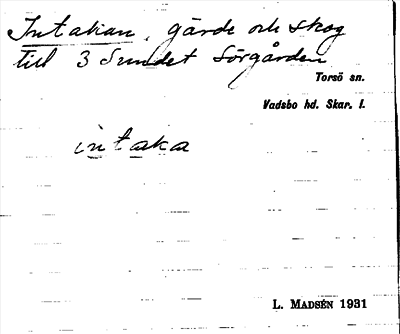 Intakan, gärde och skog
till 3 Sundet Sörgården
Torsö sn.
Vadsbo hd. Skar. l.
intaka
L. MADSÉN 1931